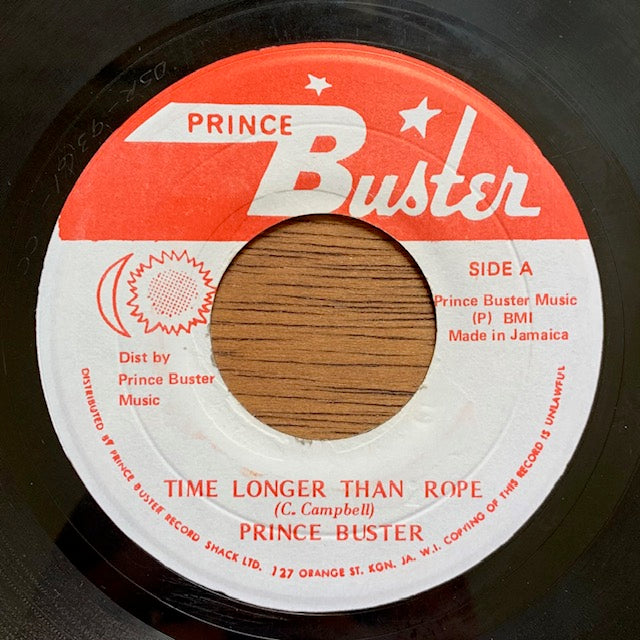 PRINCE
Buster
SIDE A
Prince Buster Music
(P) BMI
Made in Jamaica
Dist by
Prince Buster
Music
TIME LONGER THAN ROPE
(C. Campbell)
PRINCE BUSTER
DISTRIBUTED BY PRINCE BUSTER RECORD SHACK LTD. 127 ORANGE ST. KGN. JA. W.I. COPYING OF THIS RECORD IS UNLAWFUL